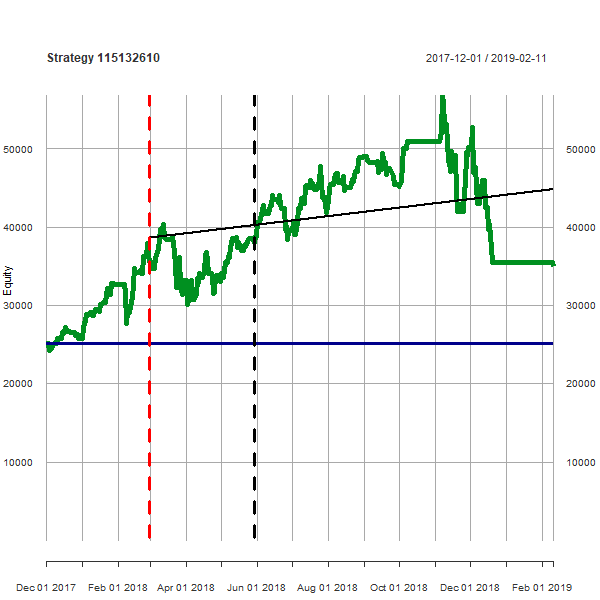 Strategy 115132610
2017-12-01 / 2019-02-11
50000
50000
40000
40000
Equity
30000
30000
20000
20000
10000
10000
Dec 01 2017
Feb 01 2018
Apr 01 2018
Jun 01 2018
Aug 01 2018
Oct 01 2018
Dec 01 2018
Feb 01 2019